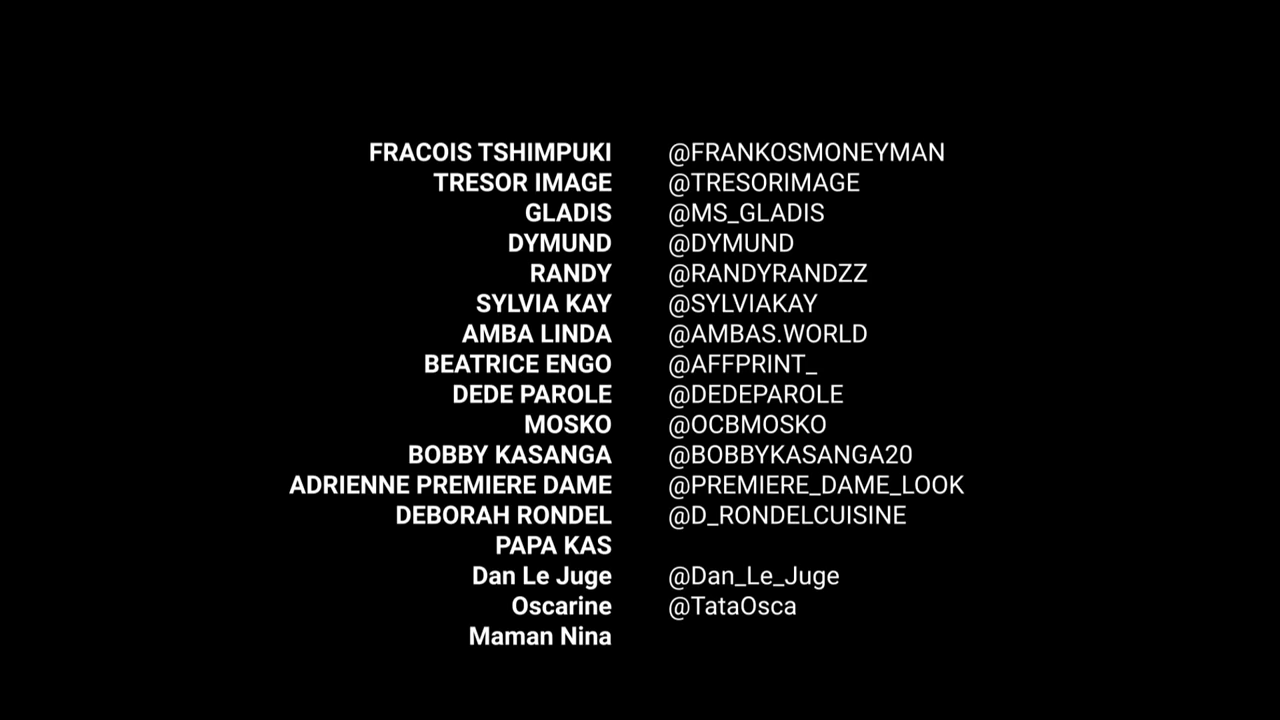 FRACOIS TSHIMPUKI @FRANKOSMONEYMAN
TRESOR IMAGE @TRESORIMAGE
GLADIS @MS_GLADIS
DYMUND @DYMUND
RANDY @RANDYRANDZZ
SYLVIA KAY @SYLVIAKAY
AMBA LINDA @AMBAS.WORLD
BEATRICE ENGO @AFFPRINT_
DEDE PAROLE @DEDEPAROLE
MOSKO @OCBMOSKO
BOBBY KASANGA @BOBBYKASANGA20
ADRIENNE PREMIERE DAME @PREMIERE_DAME_LOOK
DEBORAH RONDEL @D_RONDELCUISINE
PAPA KAS
Dan Le Juge @Dan_Le_Juge
Oscarine @TataOsca
Maman Nina